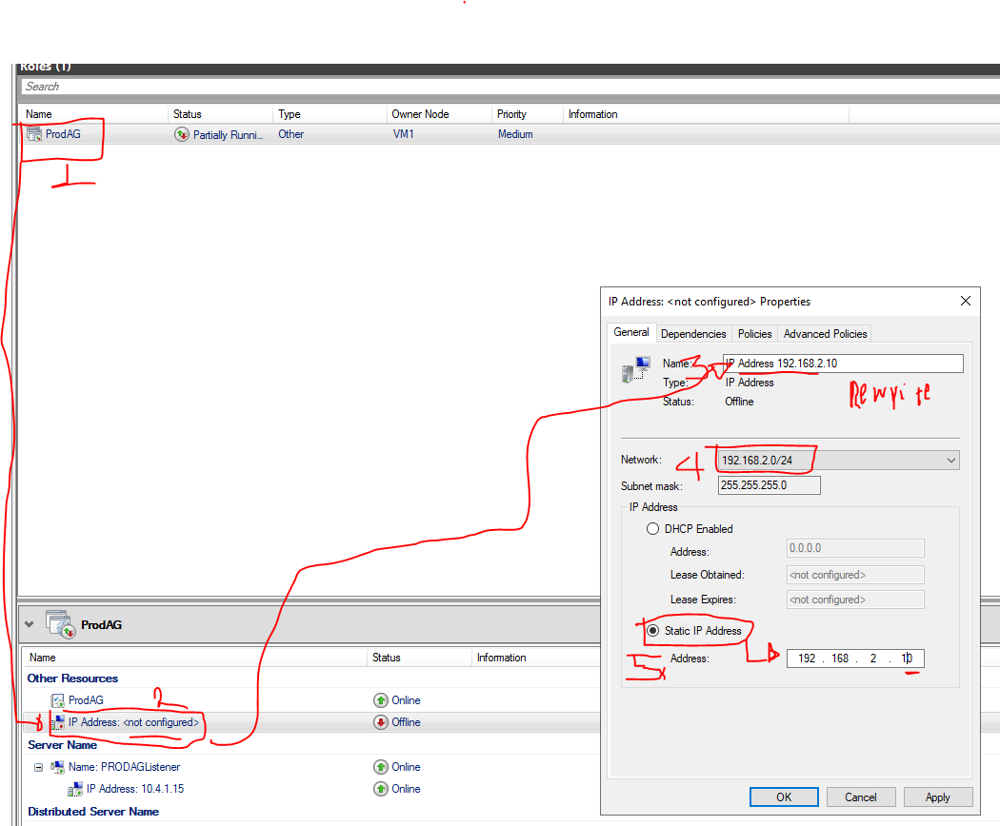 Roles (1)
Search
Name Status Type Owner Node Priority Information
ProdAG Partially Runni... Other VM1 Medium
1
IP Address: <not configured> Properties
General Dependencies Policies Advanced Policies
3 Name: IP Address 192.168.2.10
Type: IP Address
Rewrite
Status: Offline
4 Network: 192.168.2.0/24
Subnet mask: 255.255.255.0
IP Address
DHCP Enabled
Address: 0.0.0.0
Lease Obtained: <not configured>
Lease Expires: <not configured>
Static IP Address
5 Address: 192 . 168 . 2 . 10
OK Cancel Apply
ProdAG
Name Status Information
Other Resources
ProdAG Online
2
IP Address: <not configured> Offline
Server Name
Name: PRODAGListener Online
IP Address: 10.4.1.15 Online
Distributed Server Name